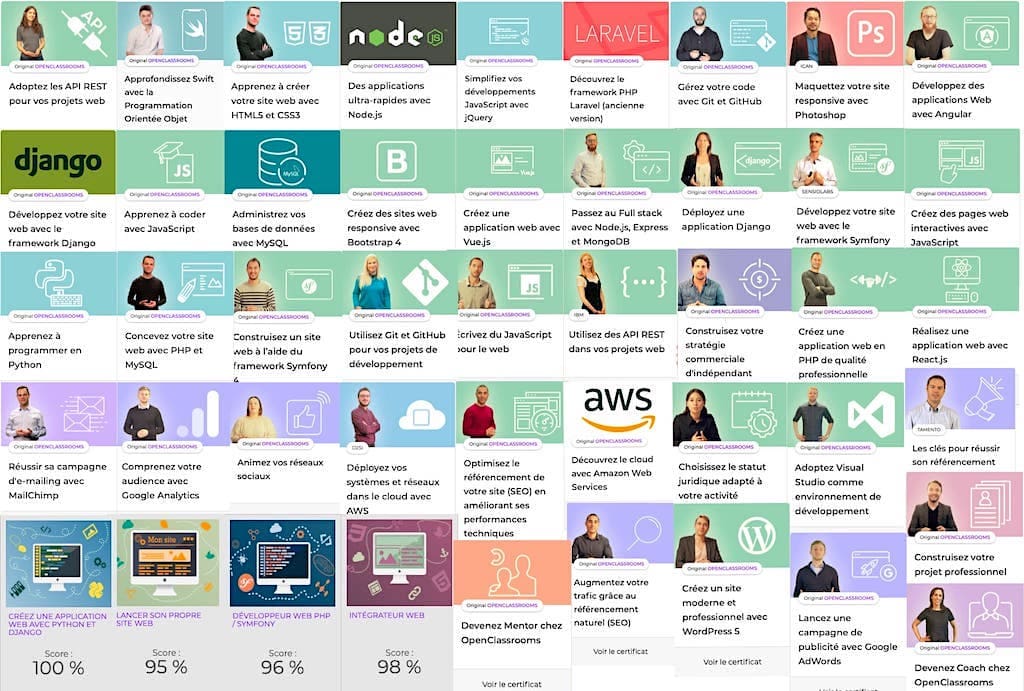 API
JS
Ps
LARAVEL
Original OPENCLASSROOMS
Adoptez les API REST
pour vos projets web
Original OPENCLASSROOMS
Approfondissez Swift
avec la
Programmation
Orientée Objet
Original OPENCLASSROOMS
Apprenez à créer
votre site web avec
HTML5 et CSS3
node
Original OPENCLASSROOMS
Des applications
ultra-rapides avec
Node.js
Original OPENCLASSROOMS
Simplifiez vos
développements
JavaScript avec
jQuery
Original OPENCLASSROOMS
Découvrez le
framework PHP
Laravel (ancienne
version)
Original OPENCLASSROOMS
Gérez votre code
avec Git et GitHub
ICAN
Maquettez votre site
responsive avec
Photoshop
Original OPENCLASSROOMS
Développez des
applications Web
avec Angular
django
Original OPENCLASSROOMS
Développez votre site
web avec le
framework Django
JS
Original OPENCLASSROOMS
Apprenez à coder
avec JavaScript
MySQL
Original OPENCLASSROOMS
Administrez vos
bases de données
avec MySQL
B
Original OPENCLASSROOMS
Créez des sites web
responsive avec
Bootstrap 4
Vue.js
Original OPENCLASSROOMS
Créez une
application web avec
Vue.js
Original OPENCLASSROOMS
Passez au Full stack
avec Node.js, Express
et MongoDB
django
Original OPENCLASSROOMS
Déployez une
application Django
SENSIOLABS
Développez votre site
web avec le
framework Symfony
JS
Original OPENCLASSROOMS
Créez des pages web
interactives avec
JavaScript
Original OPENCLASSROOMS
Apprenez à
programmer en
Python
Original OPENCLASSROOMS
Concevez votre site
web avec PHP et
MySQL
sf
Original OPENCLASSROOMS
Construisez un site
web à l'aide du
framework Symfony
4
Original OPENCLASSROOMS
Utilisez Git et GitHub
pour vos projets de
développement
JS
Original OPENCLASSROOMS
Écrivez du JavaScript
pour le web
{...}
IBM
Utilisez des API REST
dans vos projets web
$
Original OPENCLASSROOMS
Construisez votre
stratégie
commerciale
d'indépendant
Original OPENCLASSROOMS
Créez une
application web en
PHP de qualité
professionnelle
Original OPENCLASSROOMS
Réalisez une
application web avec
React.js
Original OPENCLASSROOMS
Réussir sa campagne
d'e-mailing avec
MailChimp
Original OPENCLASSROOMS
Comprenez votre
audience avec
Google Analytics
Original OPENCLASSROOMS
Animez vos réseaux
sociaux
Déployez vos
systèmes et réseaux
dans le cloud avec
AWS
Original OPENCLASSROOMS
Optimisez le
référencement de
votre site (SEO) en
améliorant ses
performances
techniques
aws
Original OPENCLASSROOMS
Découvrez le cloud
avec Amazon Web
Services
Original OPENCLASSROOMS
Choisissez le statut
juridique adapté à
votre activité
Original OPENCLASSROOMS
Adoptez Visual
Studio comme
environnement de
développement
TAMENTO
Les clés pour réussir
son référencement
CRÉEZ UNE APPLICATION
WEB AVEC PYTHON ET
DJANGO
Score :
100 %
Mon site
LANCER SON PROPRE
SITE WEB
Score :
95 %
DÉVELOPPEUR WEB PHP
/ SYMFONY
Score :
96 %
INTÉGRATEUR WEB
Score :
98 %
Original OPENCLASSROOMS
Devenez Mentor chez
OpenClassrooms
Voir le certificat
Original OPENCLASSROOMS
Augmentez votre
trafic grâce au
référencement
naturel (SEO)
Voir le certificat
Original OPENCLASSROOMS
Créez un site
moderne et
professionnel avec
WordPress 5
Voir le certificat
Original OPENCLASSROOMS
Lancez une
campagne de
publicité avec Google
AdWords
Original OPENCLASSROOMS
Construisez votre
projet professionnel
Original OPENCLASSROOMS
Devenez Coach chez
OpenClassrooms